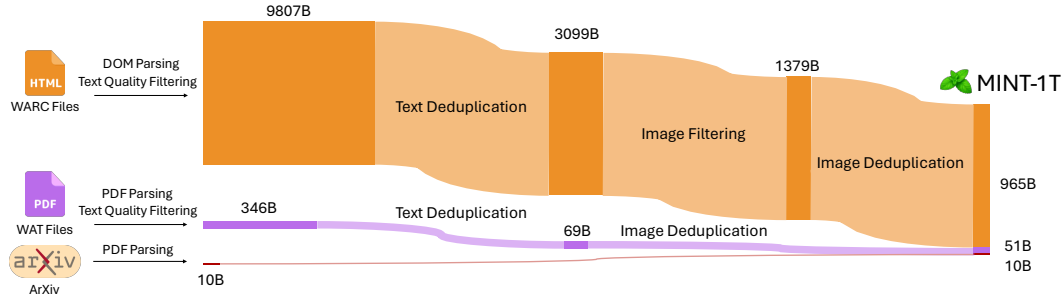 9807B
3099B
1379B
MINT-1T
HTML
WARC Files
DOM Parsing
Text Quality Filtering
Text Deduplication
Image Filtering
Image Deduplication
965B
PDF
WAT Files
PDF Parsing
Text Quality Filtering
346B
Text Deduplication
69B
Image Deduplication
51B
arXiv
ArXiv
PDF Parsing
10B
10B